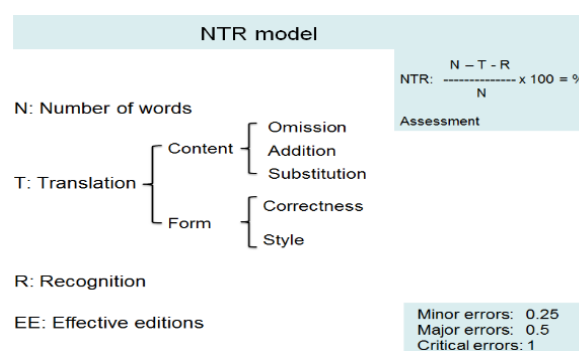 NTR model
N – T - R
NTR: -------------- x 100 = %
N
Assessment
N: Number of words
Omission
Content
Addition
Substitution
T: Translation
Correctness
Form
Style
R: Recognition
EE: Effective editions
Minor errors: 0.25
Major errors: 0.5
Critical errors: 1